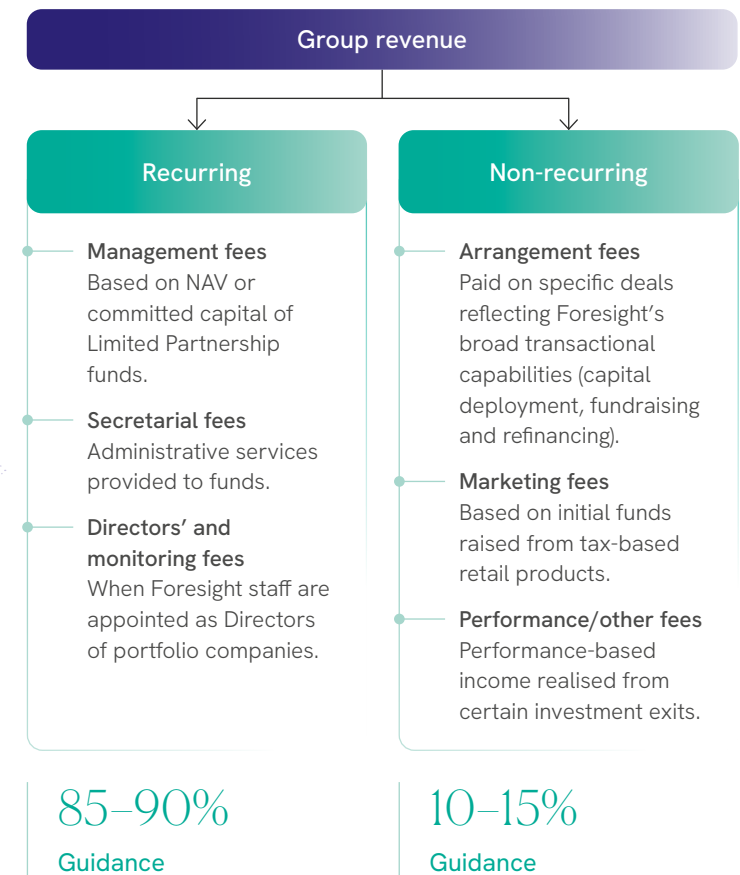 Group revenue
Recurring
Management fees
Based on NAV or
committed capital of
Limited Partnership
funds.
Secretarial fees
Administrative services
provided to funds.
Directors’ and
monitoring fees
When Foresight staff are
appointed as Directors
of portfolio companies.
85–90%
Guidance
Non-recurring
Arrangement fees
Paid on specific deals
reflecting Foresight’s
broad transactional
capabilities (capital
deployment, fundraising
and refinancing).
Marketing fees
Based on initial funds
raised from tax-based
retail products.
Performance/other fees
Performance-based
income realised from
certain investment exits.
10–15%
Guidance